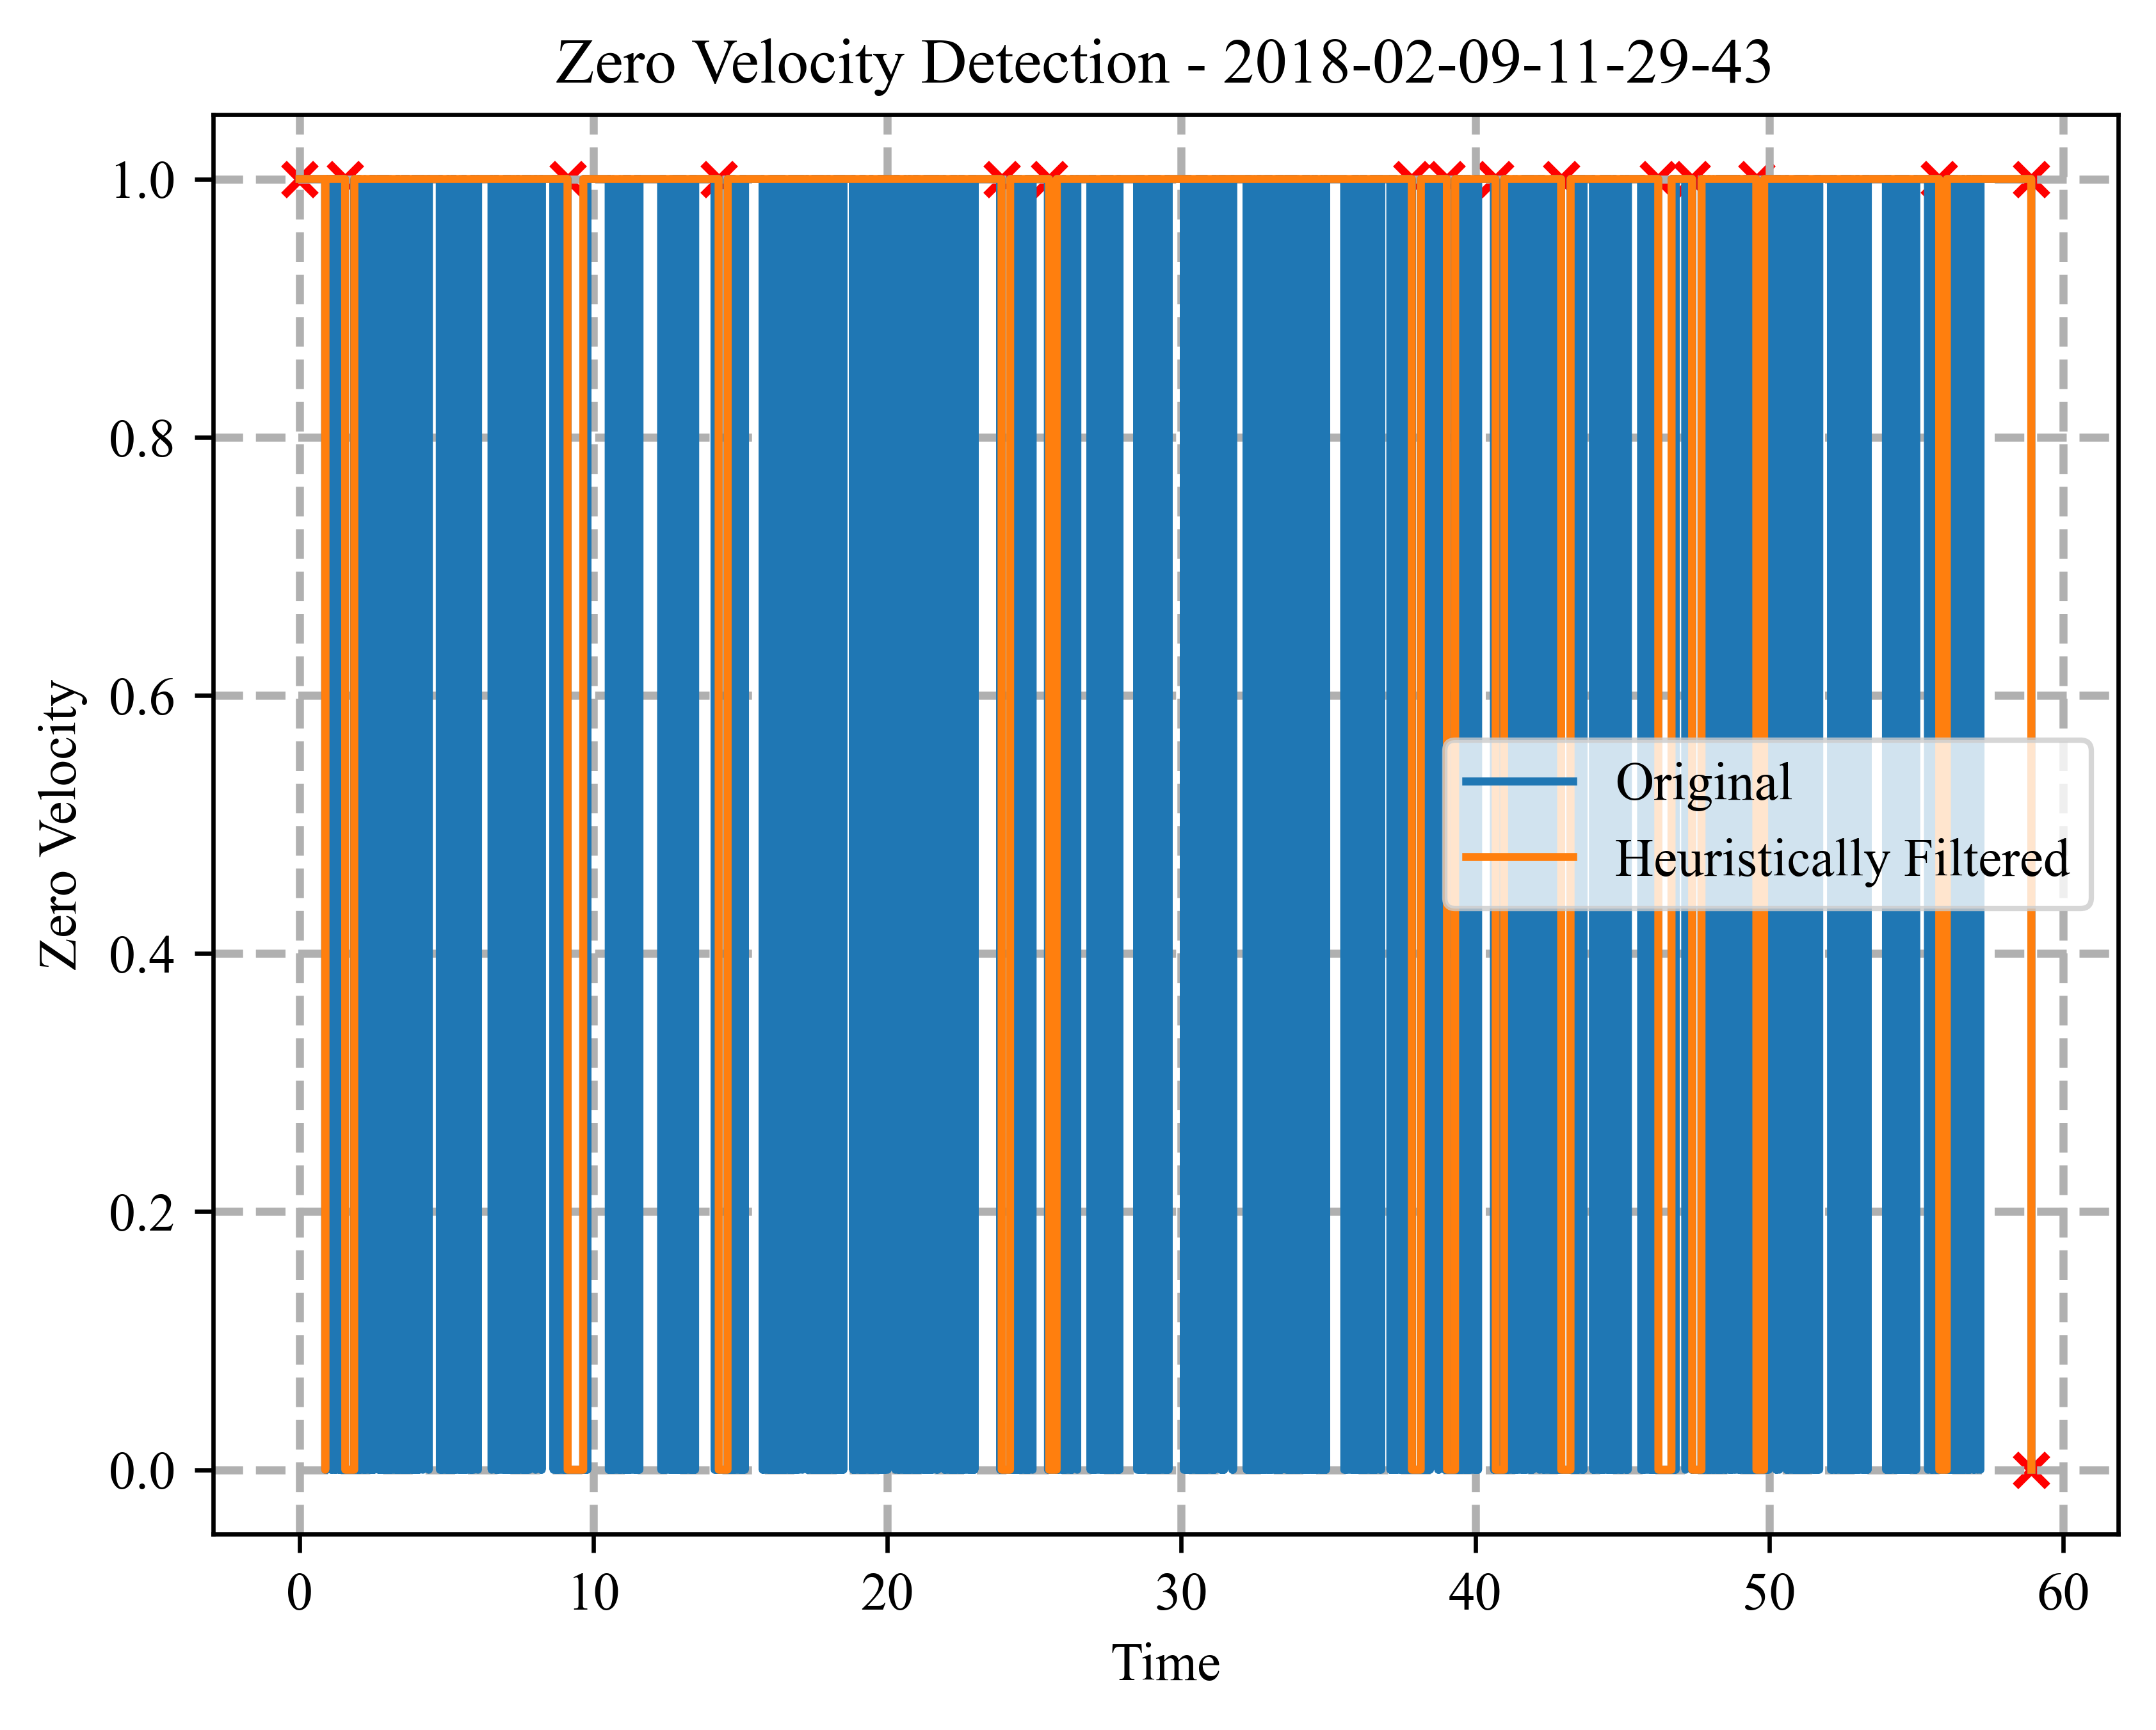 Zero Velocity Detection - 2018-02-09-11-29-43
1.0
0.8
0.6
0.4
0.2
0.0
Zero Velocity
Original
Heuristically Filtered
0 10 20 30 40 50 60
Time